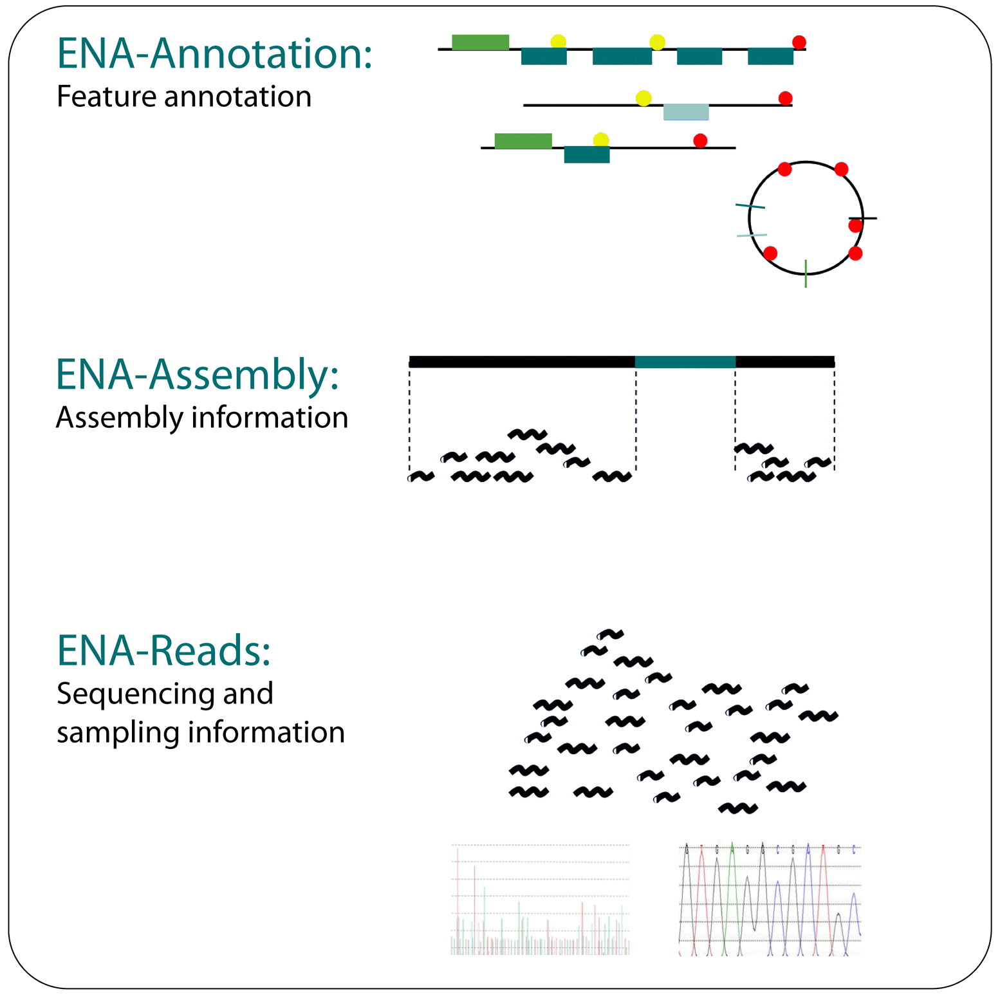 ENA-Annotation:
Feature annotation
ENA-Assembly:
Assembly information
ENA-Reads:
Sequencing and
sampling information